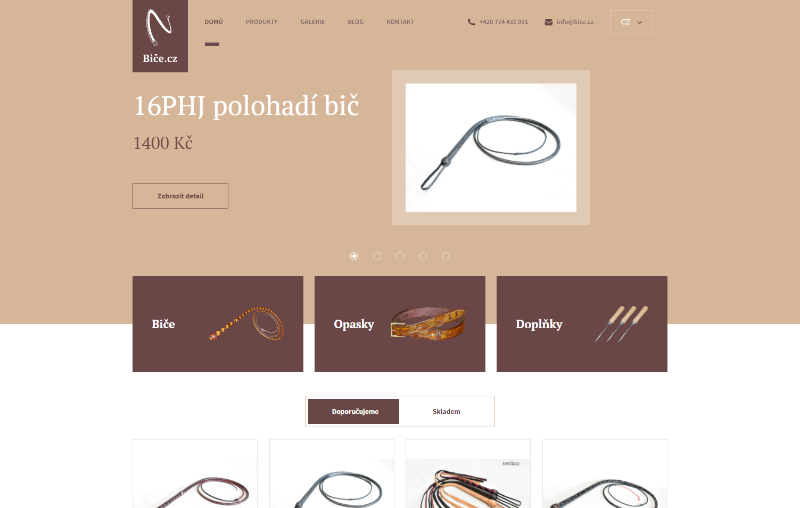 DOMŮ
PRODUKTY
GALERIE
BLOG
KONTAKT
+420 774 431 931
info@bice.cz
CZ
Biče.cz
16PHJ polohadí bič
1400 Kč
Zobrazit detail
Biče
Opasky
Doplňky
Doporučujeme
Skladem